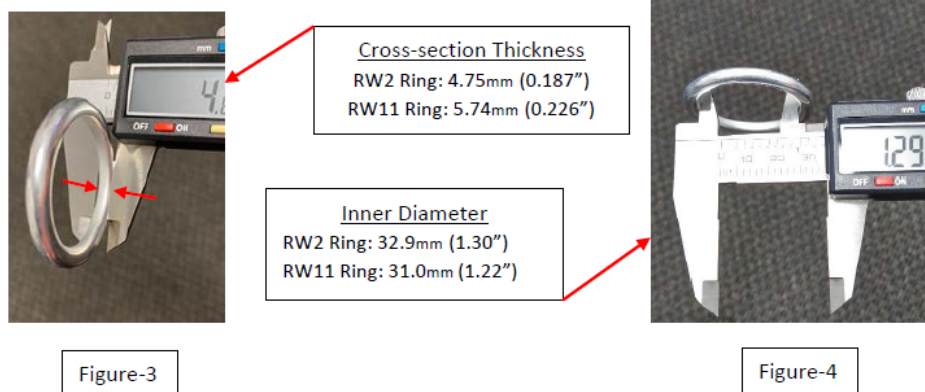 mm
4.
OFF ON
Cross-section Thickness
RW2 Ring: 4.75mm (0.187”)
RW11 Ring: 5.74mm (0.226”)
Inner Diameter
RW2 Ring: 32.9mm (1.30”)
RW11 Ring: 31.0mm (1.22”)
mm
1.29
OFF ON
Figure-3
Figure-4